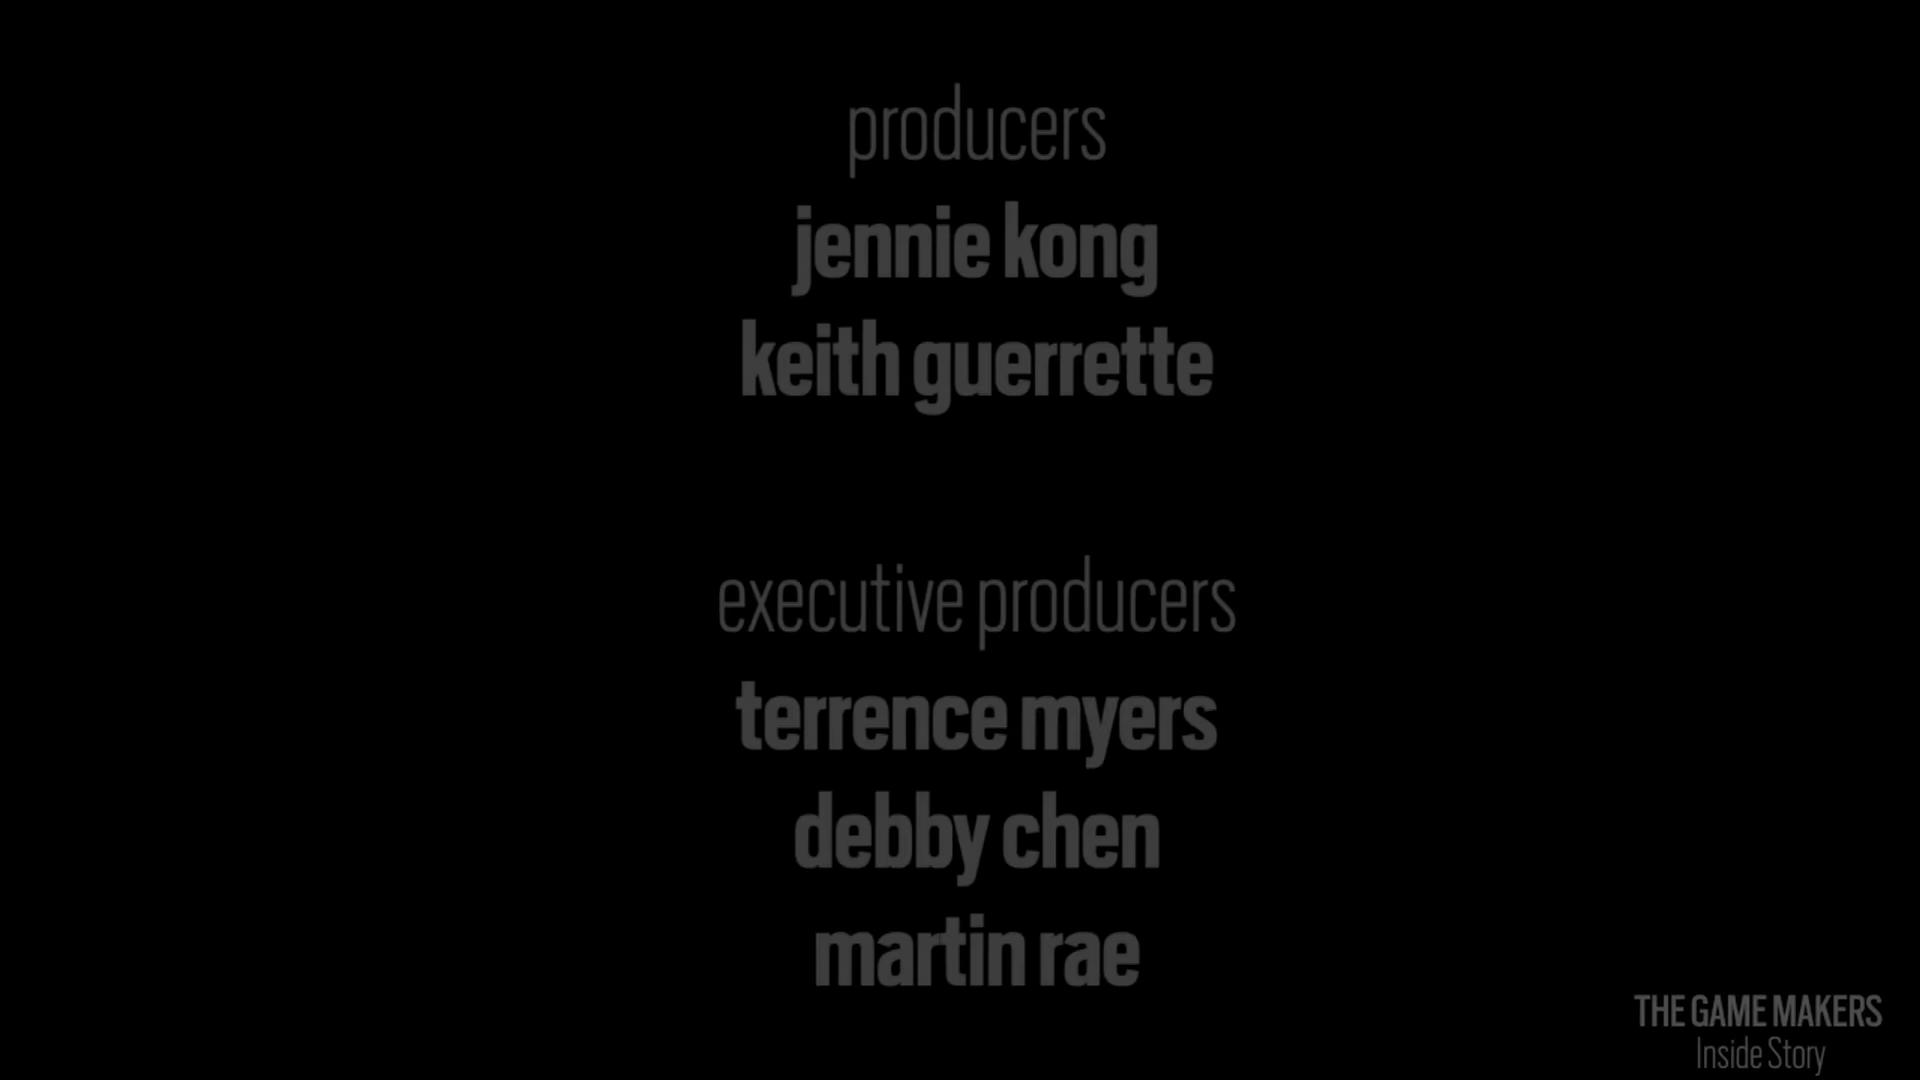 producers
jennie kong
keith guerrette
executive producers
terrence myers
debby chen
martin rae
THE GAME MAKERS
Inside Story